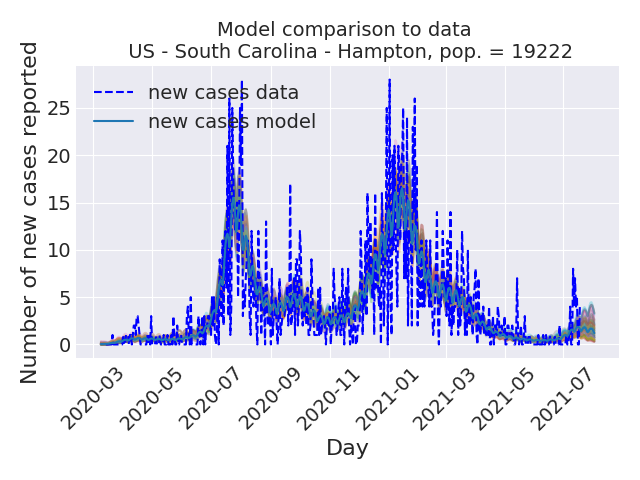 Model comparison to data
US - South Carolina - Hampton, pop. = 19222
new cases data
new cases model
Number of new cases reported
25
20
15
10
5
0
2020-03
2020-05
2020-07
2020-09
2020-11
2021-01
2021-03
2021-05
2021-07
Day